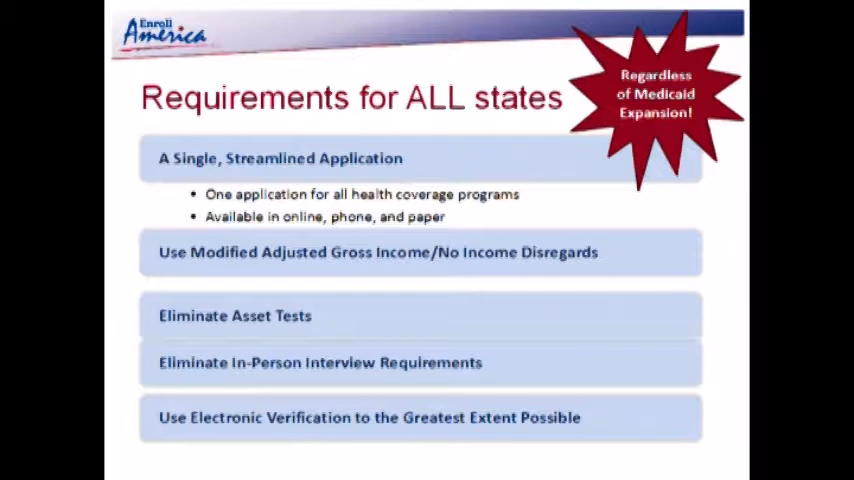 Enroll
America
Regardless
of Medicaid
Expansion!
Requirements for ALL states
A Single, Streamlined Application
• One application for all health coverage programs
• Available in online, phone, and paper
Use Modified Adjusted Gross Income/No Income Disregards
Eliminate Asset Tests
Eliminate In-Person Interview Requirements
Use Electronic Verification to the Greatest Extent Possible